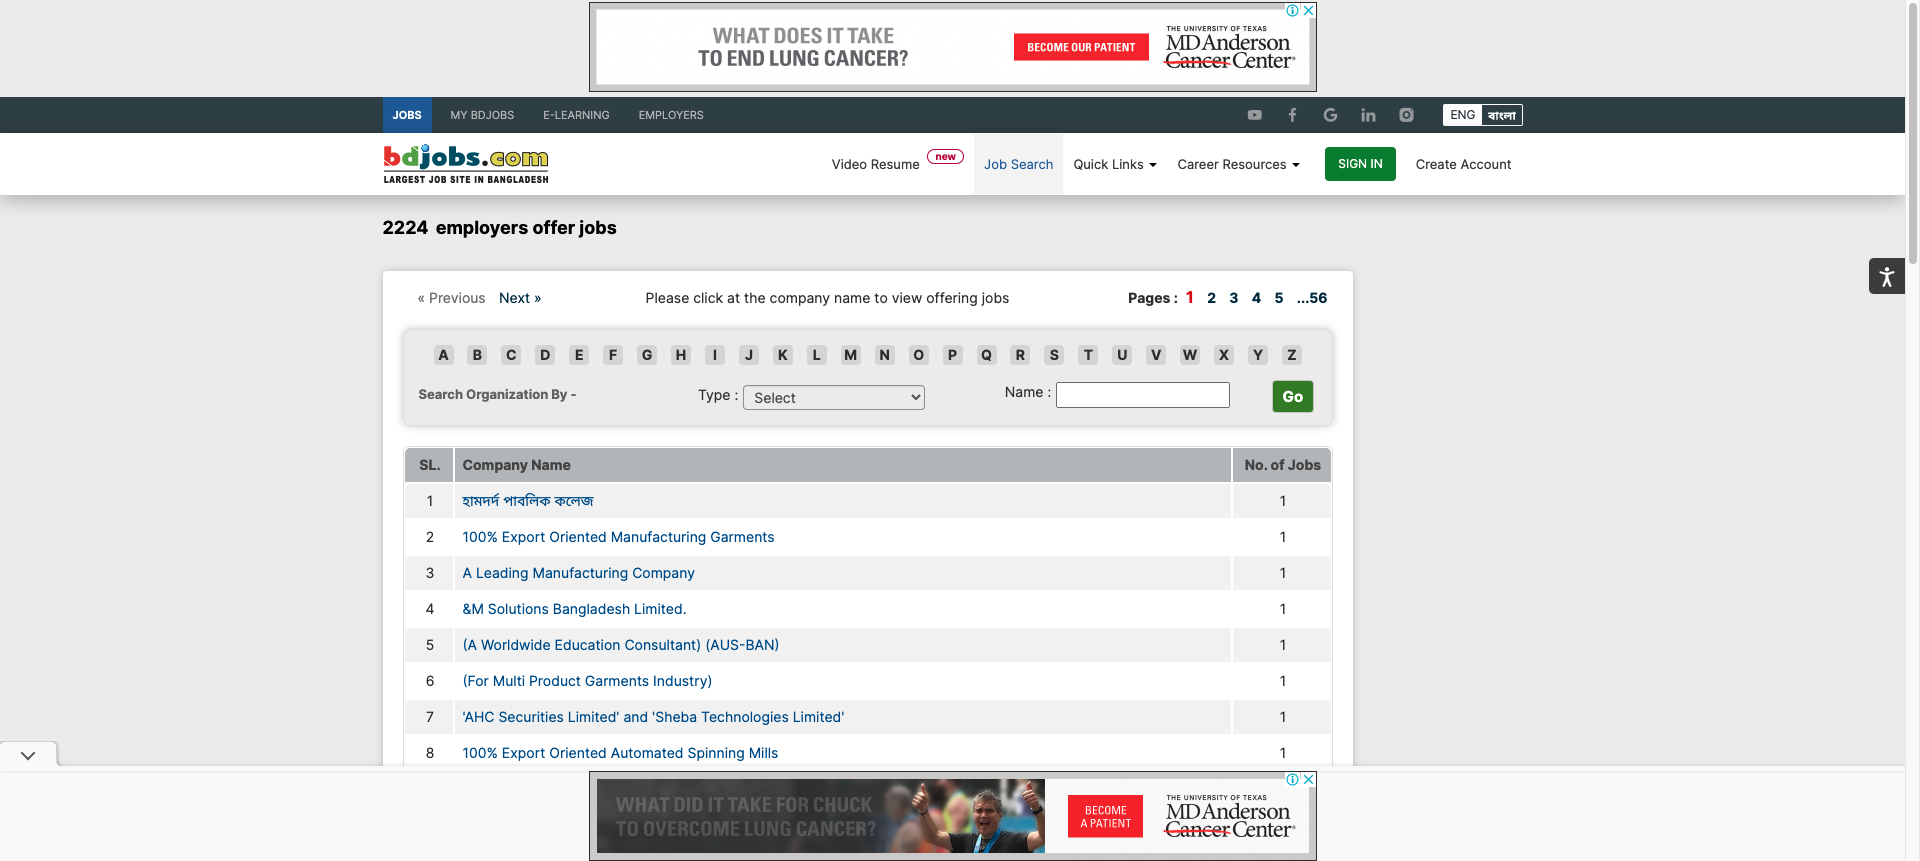 WHAT DOES IT TAKE
TO END LUNG CANCER?
BECOME OUR PATIENT
THE UNIVERSITY OF TEXAS
MD Anderson
Cancer Center
JOBS MY BDJOBS E-LEARNING EMPLOYERS ENG বাংলা
bdjobs.com
LARGEST JOB SITE IN BANGLADESH
Video Resume new Job Search Quick Links Career Resources SIGN IN Create Account
2224 employers offer jobs
« Previous Next » Please click at the company name to view offering jobs Pages : 1 2 3 4 5 ...56
A B C D E F G H I J K L M N O P Q R S T U V W X Y Z
Search Organization By - Type : Select Name : Go
SL. Company Name No. of Jobs
1 হামদর্দ পাবলিক কলেজ 1
2 100% Export Oriented Manufacturing Garments 1
3 A Leading Manufacturing Company 1
4 &M Solutions Bangladesh Limited. 1
5 (A Worldwide Education Consultant) (AUS-BAN) 1
6 (For Multi Product Garments Industry) 1
7 'AHC Securities Limited' and 'Sheba Technologies Limited' 1
8 100% Export Oriented Automated Spinning Mills 1
WHAT DID IT TAKE FOR CHUCK
TO OVERCOME LUNG CANCER?
BECOME
A PATIENT
THE UNIVERSITY OF TEXAS
MD Anderson
Cancer Center